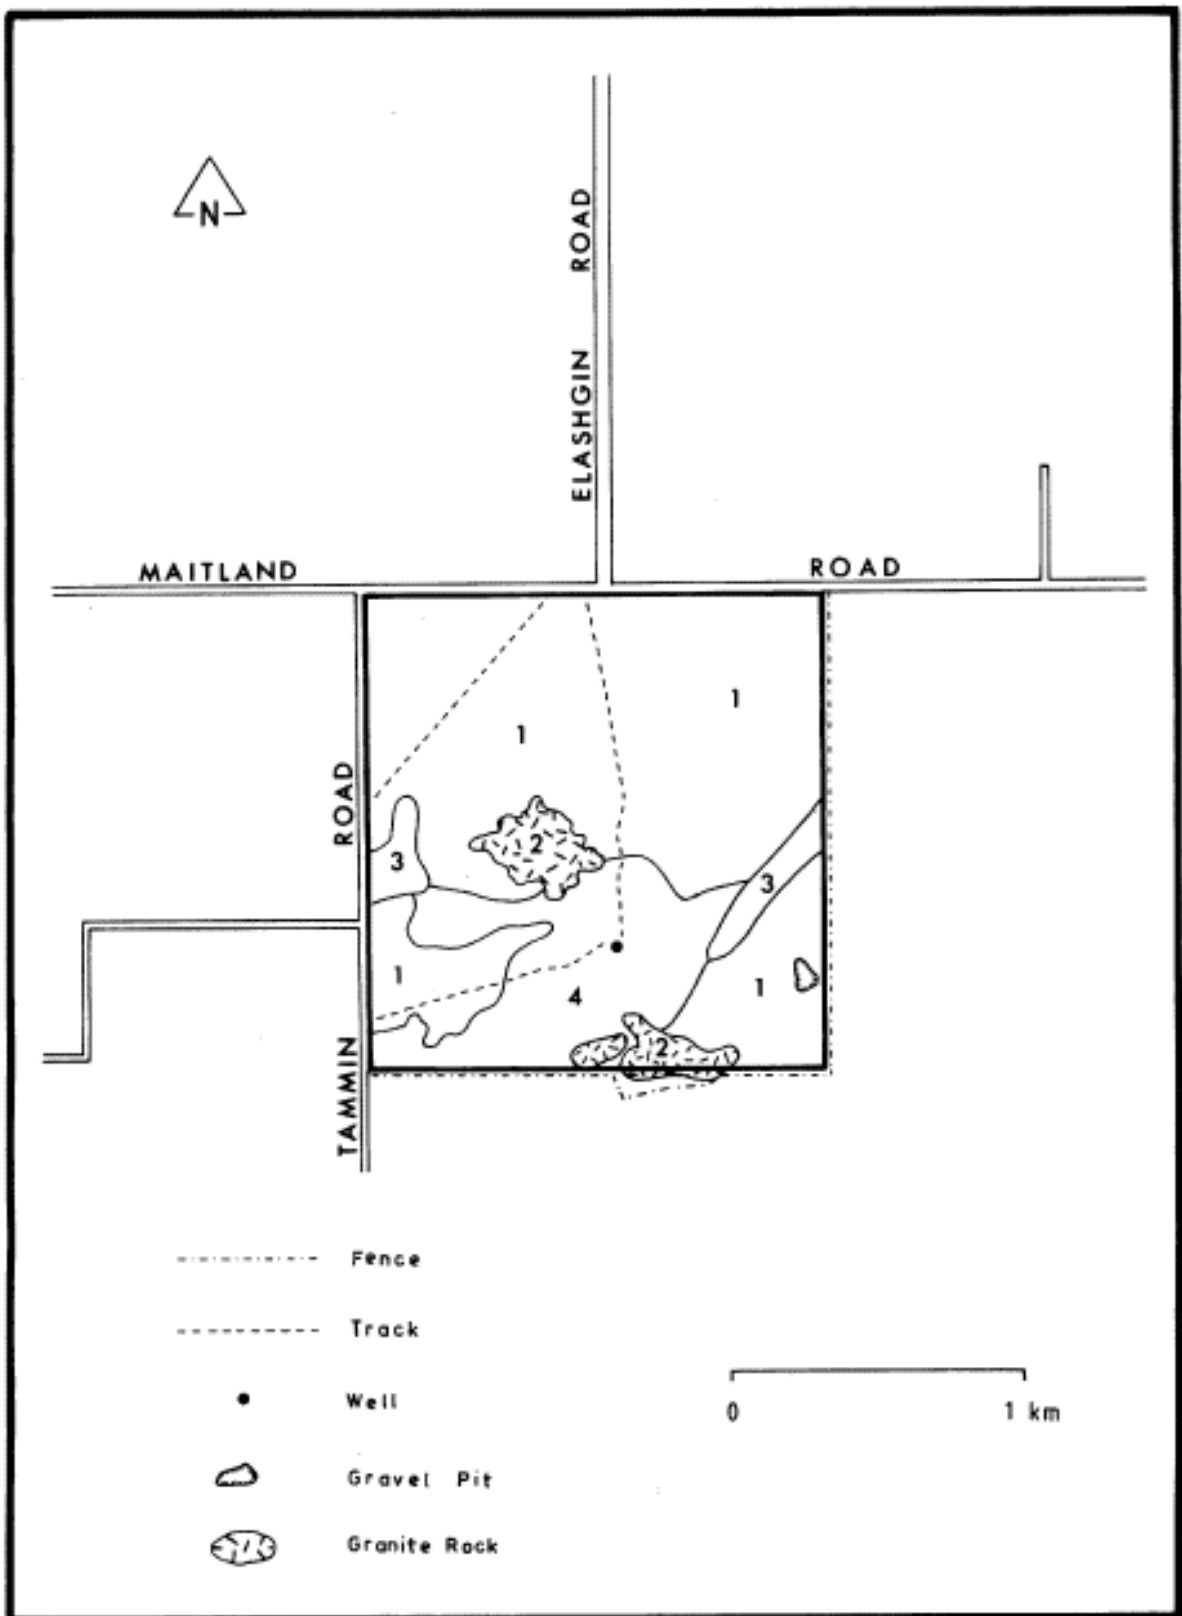 N
ELASHGIN ROAD
MAITLAND ROAD
1
1
TAMMIN ROAD
2
3
3
1
1
4
2
Fence
Track
Well
0 1 km
Gravel Pit
Granite Rock